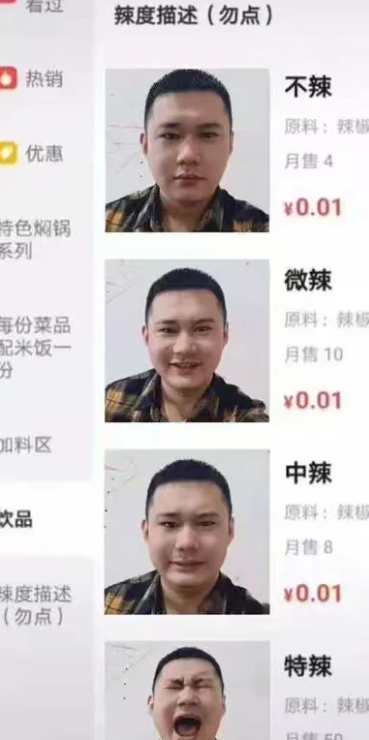 看过
辣度描述（勿点）
热销
优惠
特色焖锅
系列
每份菜品
配米饭一
份
加料区
饮品
辣度描述
（勿点）
不辣
原料：辣椒
月售 4
¥0.01
微辣
原料：辣椒
月售 10
¥0.01
中辣
原料：辣椒
月售 8
¥0.01
特辣
原料：辣椒
月售 50